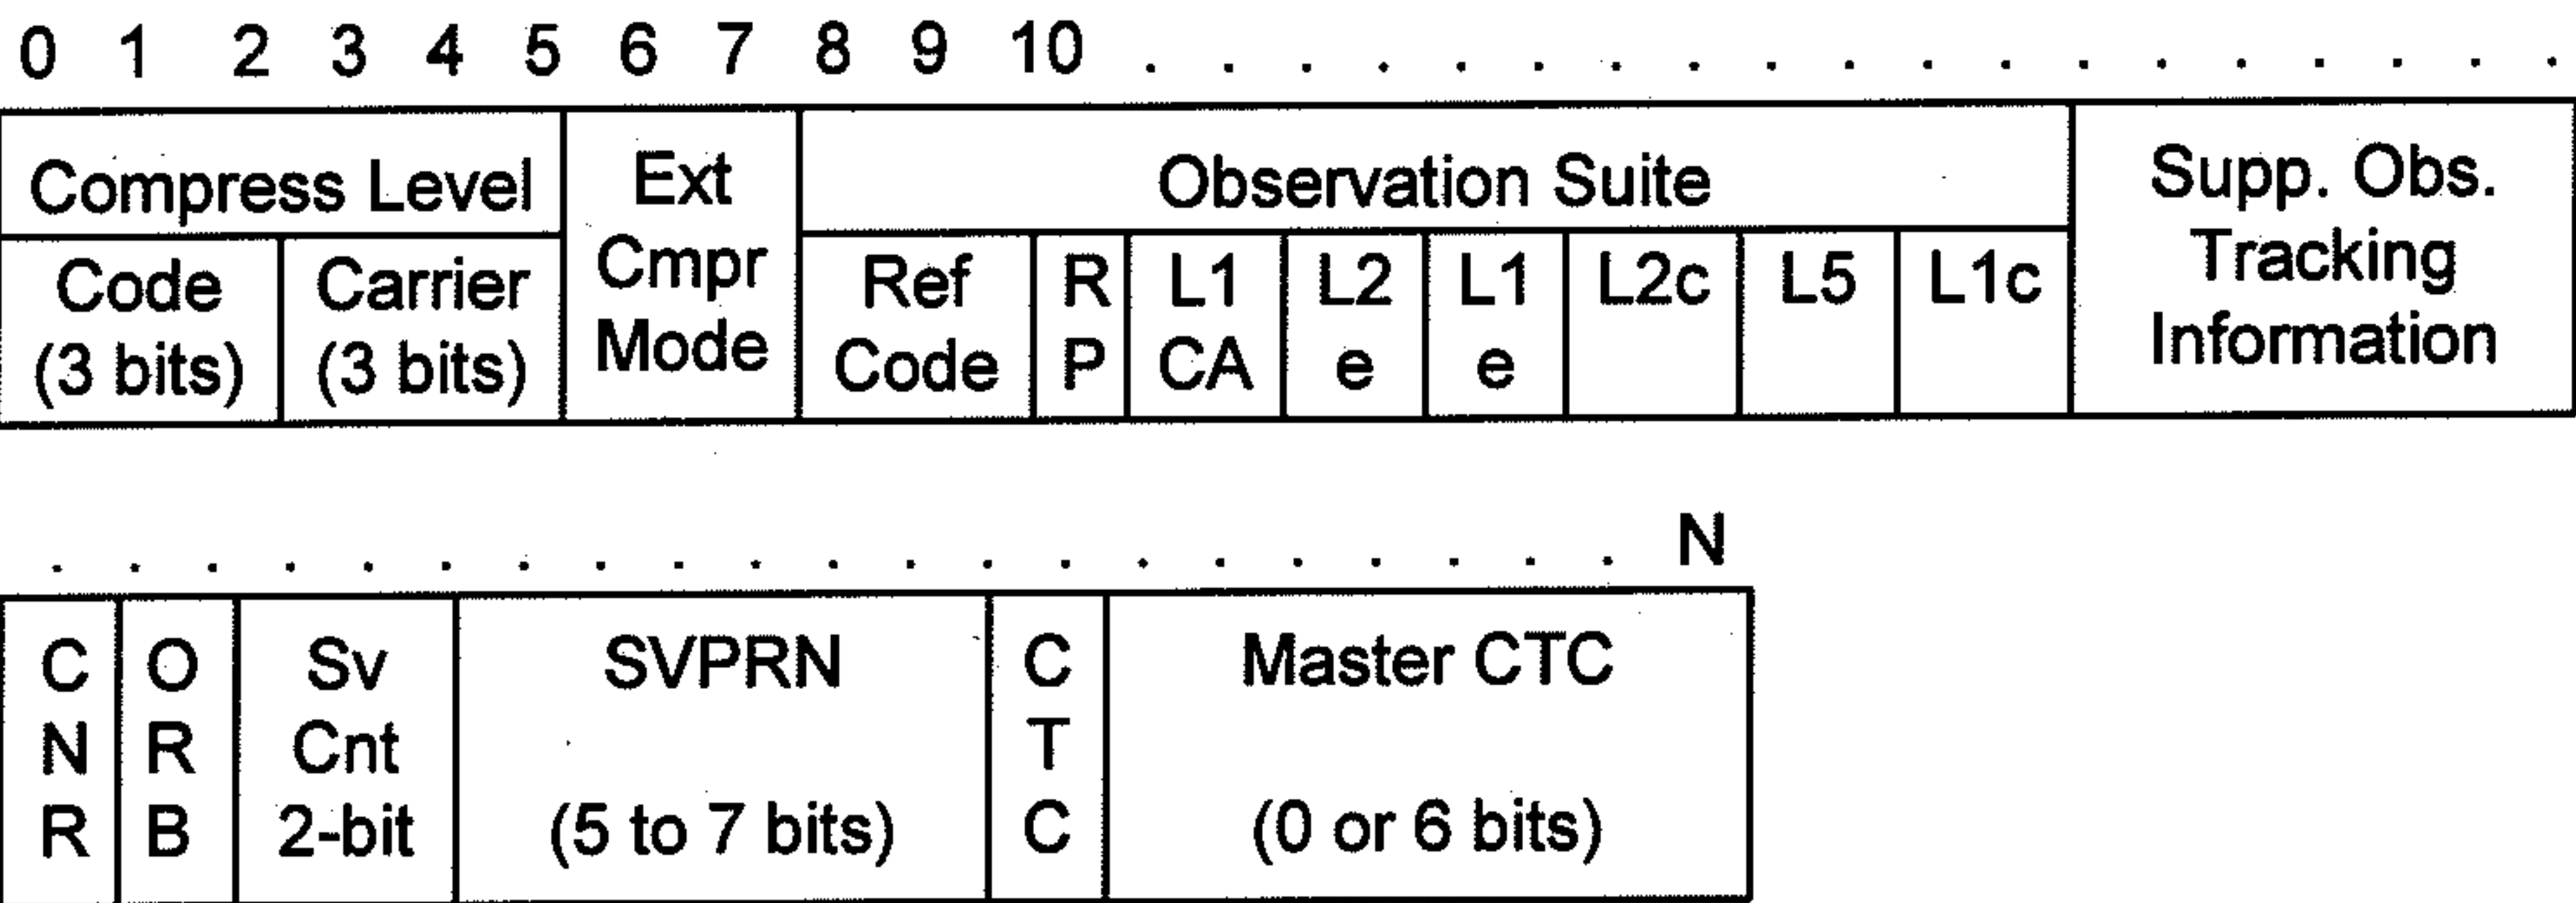 0 1 2 3 4 5 6 7 8 9 10 . . . . . . . . . . . . . . . . . . .
Compress Level
Code
(3 bits)
Carrier
(3 bits)
Ext
Cmpr
Mode
Observation Suite
Ref
Code
R
P
L1
CA
L2
e
L1
e
L2c
L5
L1c
Supp. Obs.
Tracking
Information
. . . . . . . . . . . . . . . . . . . . . N
C
N
R
O
R
B
Sv
Cnt
2-bit
SVPRN
(5 to 7 bits)
C
T
C
Master CTC
(0 or 6 bits)